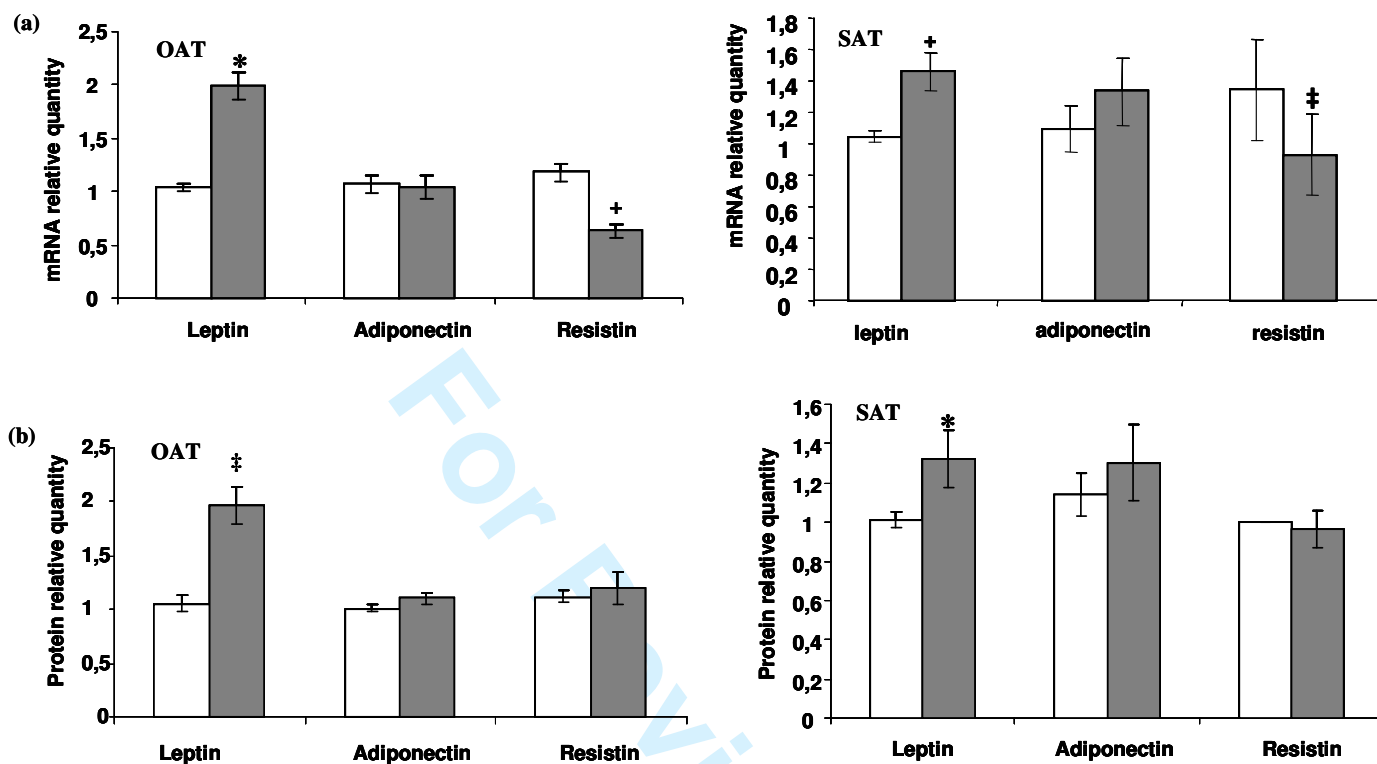 (a)
OAT
mRNA relative quantity
2,5
2
1,5
1
0,5
0
*
+
Leptin Adiponectin Resistin
SAT
mRNA relative quantity
1,8
1,6
1,4
1,2
1
0,8
0,6
0,4
0,2
0
+
‡
leptin adiponectin resistin
(b)
OAT
Protein relative quantity
2,5
2
1,5
1
0,5
0
‡
Leptin Adiponectin Resistin
SAT
Protein relative quantity
1,6
1,4
1,2
1
0,8
0,6
0,4
0,2
0
*
Leptin Adiponectin Resistin
For Revi